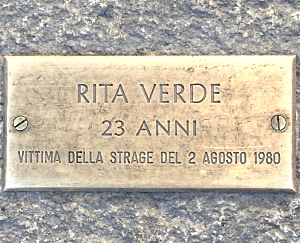 RITA VERDE
23 ANNI
VITTIMA DELLA STRAGE DEL 2 AGOSTO 1980